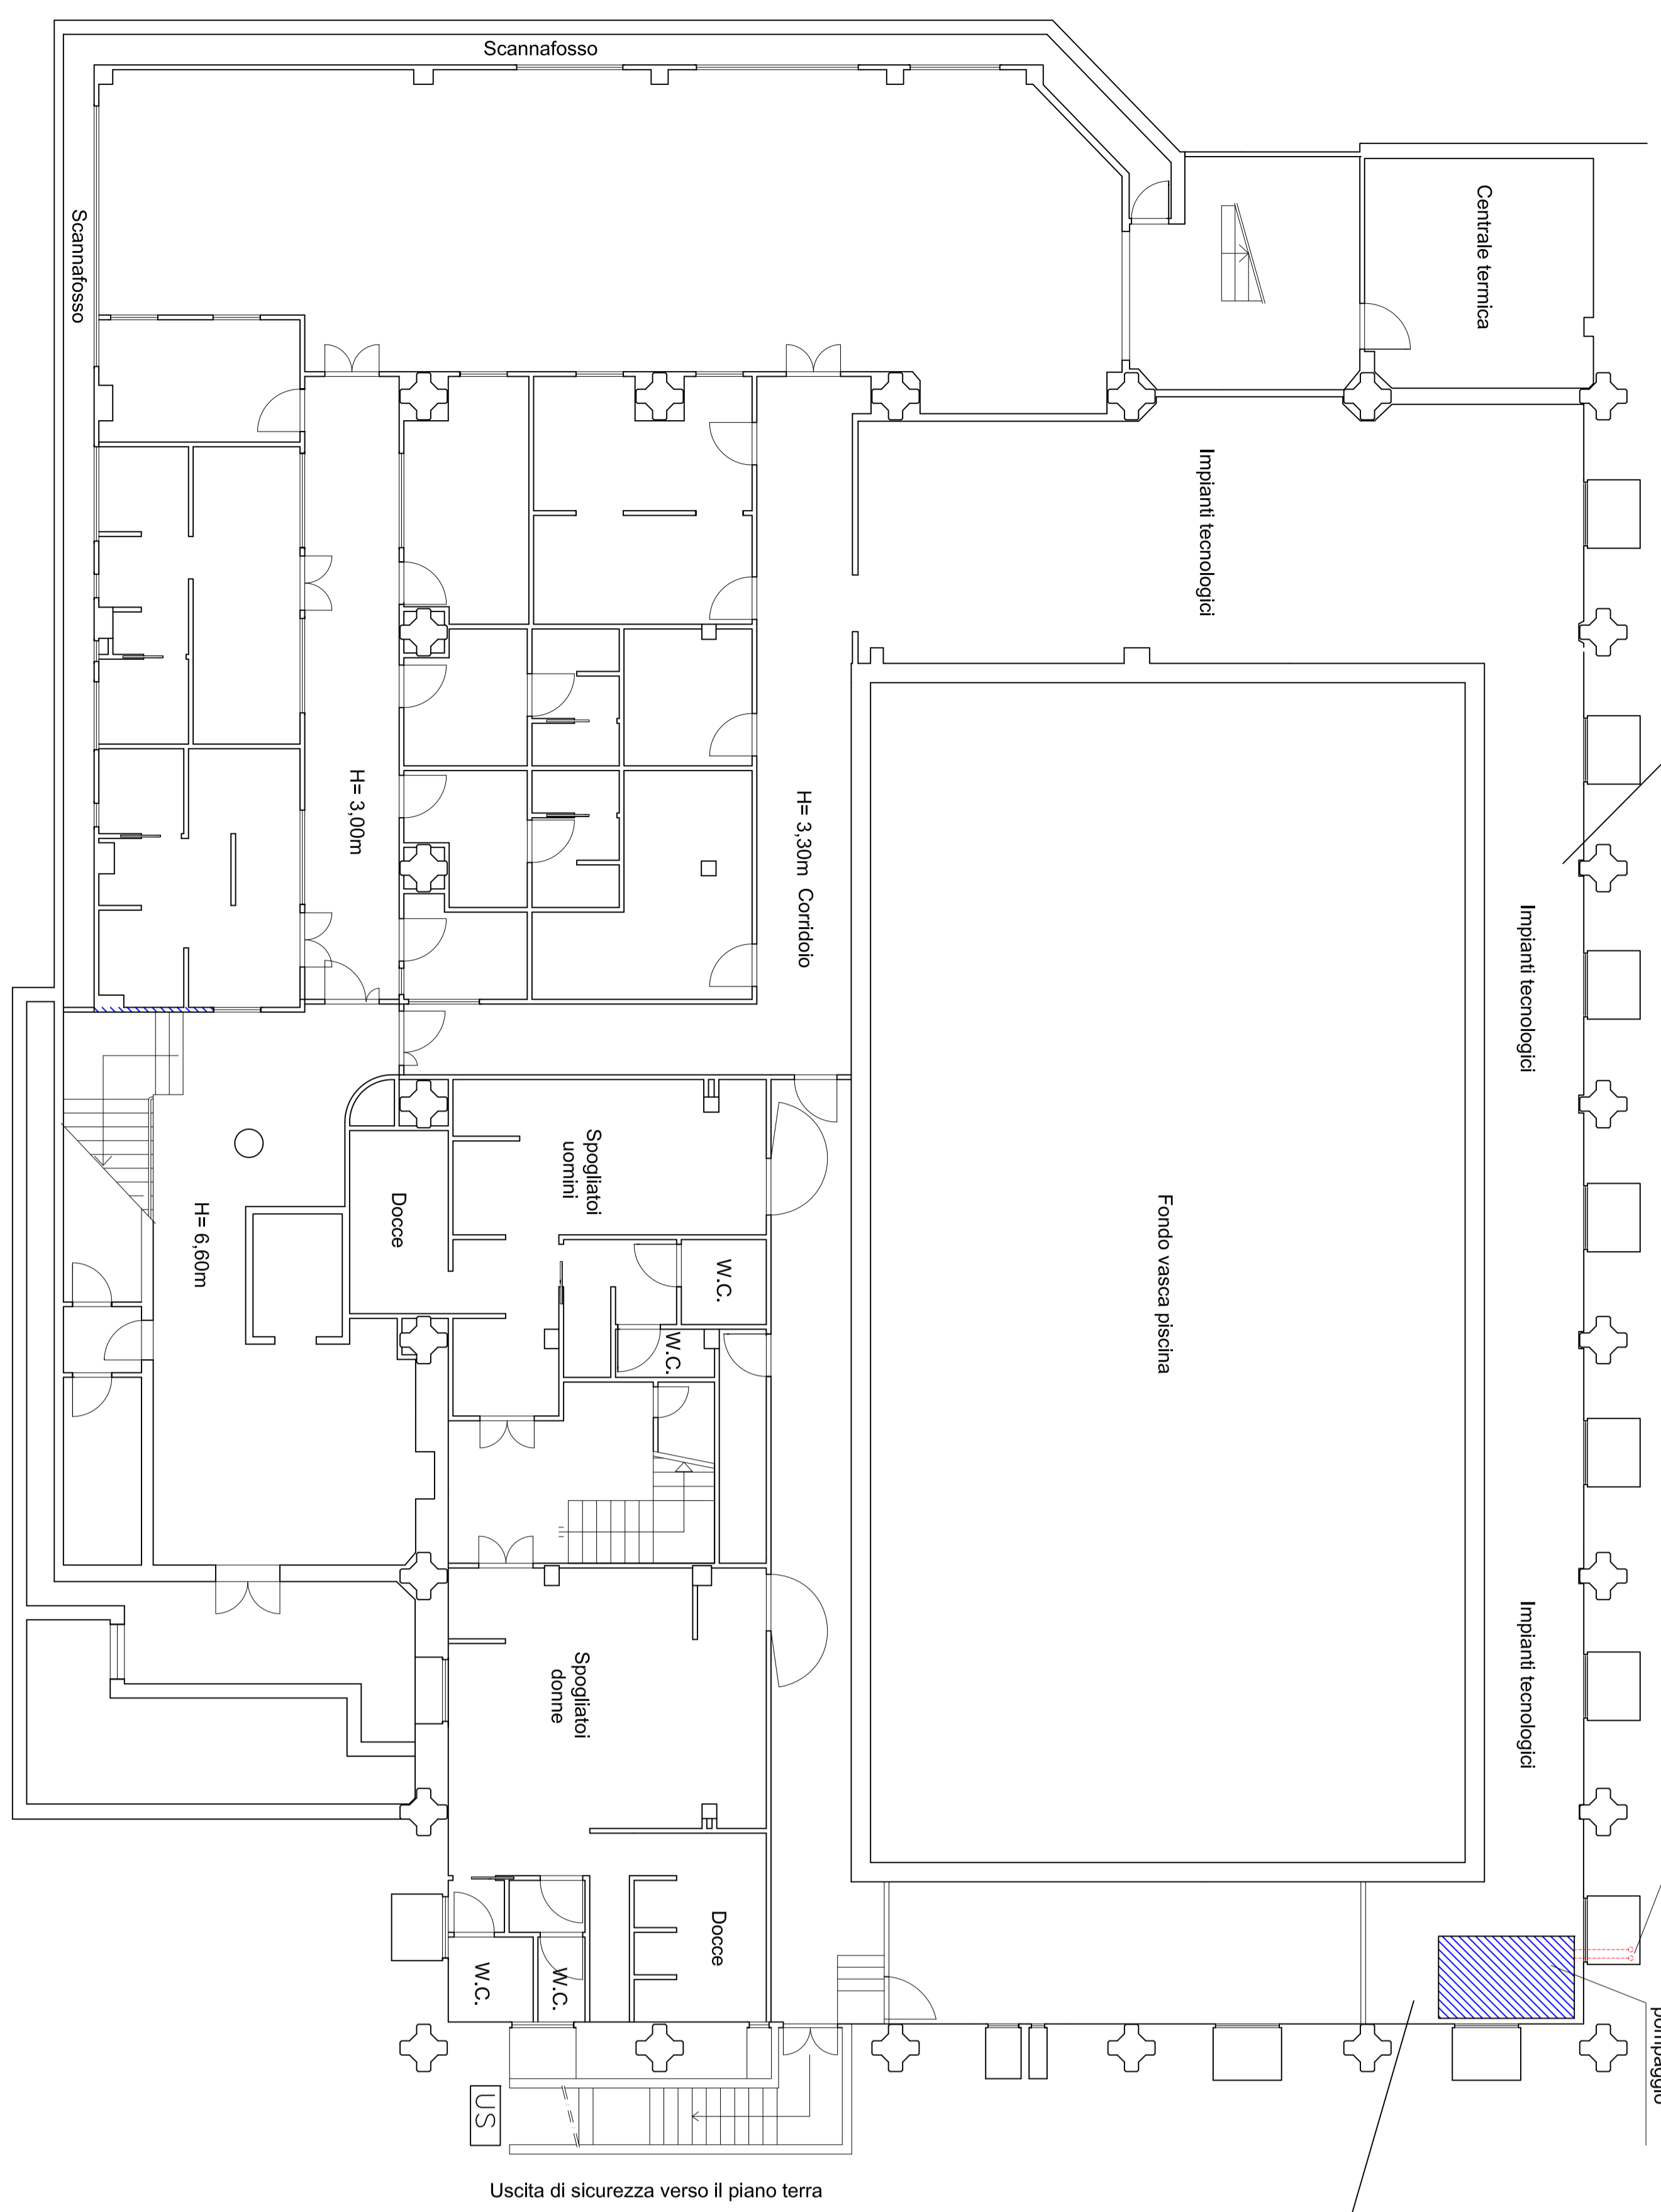 Scannafosso
Scannafosso
Centrale termica
Impianti tecnologici
H= 3,00m
H= 3,30m Corridoio
Impianti tecnologici
Spogliatoi
uomini
Docce
W.C.
W.C.
H= 6,60m
Fondo vasca piscina
Impianti tecnologici
Spogliatoi
donne
Docce
W.C.
W.C.
pompaggio
US
Uscita di sicurezza verso il piano terra